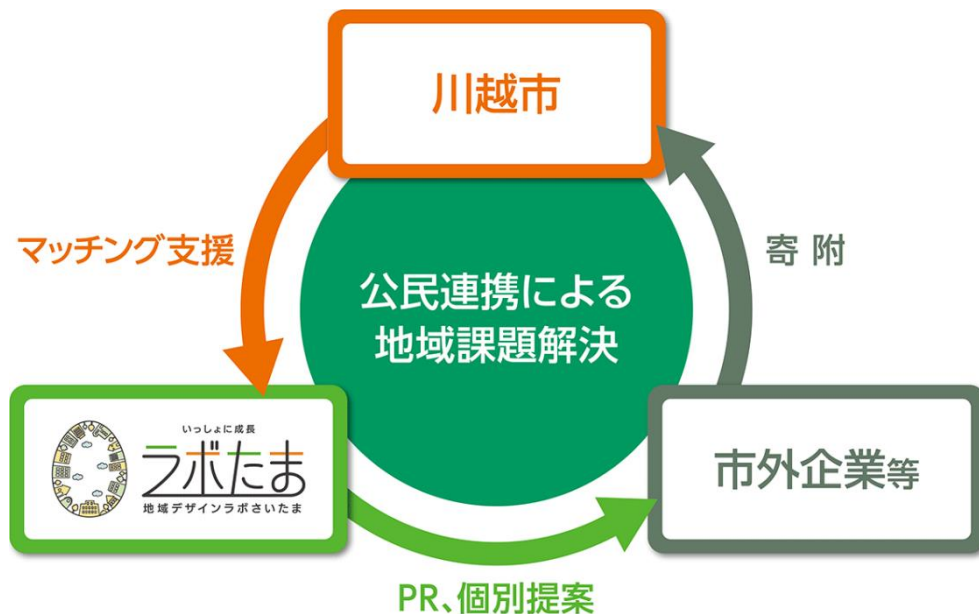 川越市
マッチング支援
寄 附
公民連携による
地域課題解決
いっしょに成長
ラボたま
地域デザインラボさいたま
市外企業等
PR、個別提案